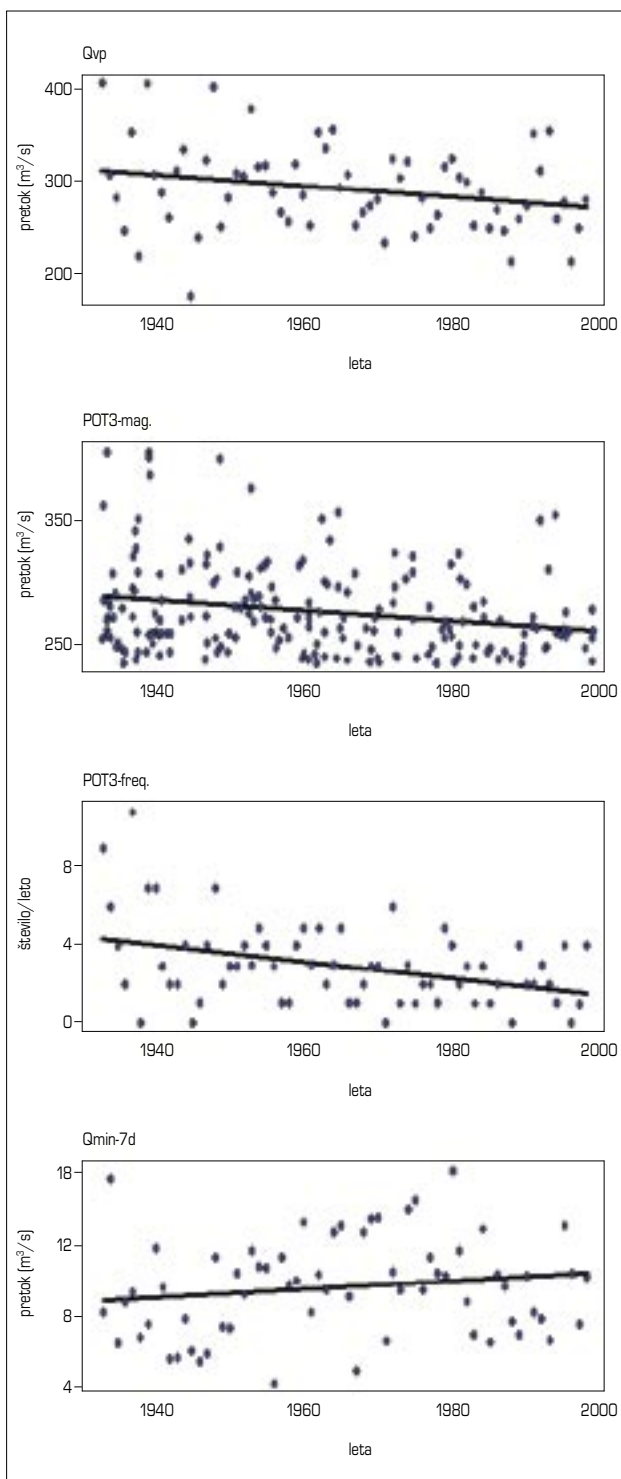 Qvp
400
300
200
pretok (m³/s)
1940 1960 1980 2000
leta
POT3-mag.
350
250
pretok (m³/s)
1940 1960 1980 2000
leta
POT3-freq.
8
4
0
število/leto
1940 1960 1980 2000
leta
Qmin-7d
18
12
8
4
pretok (m³/s)
1940 1960 1980 2000
leta